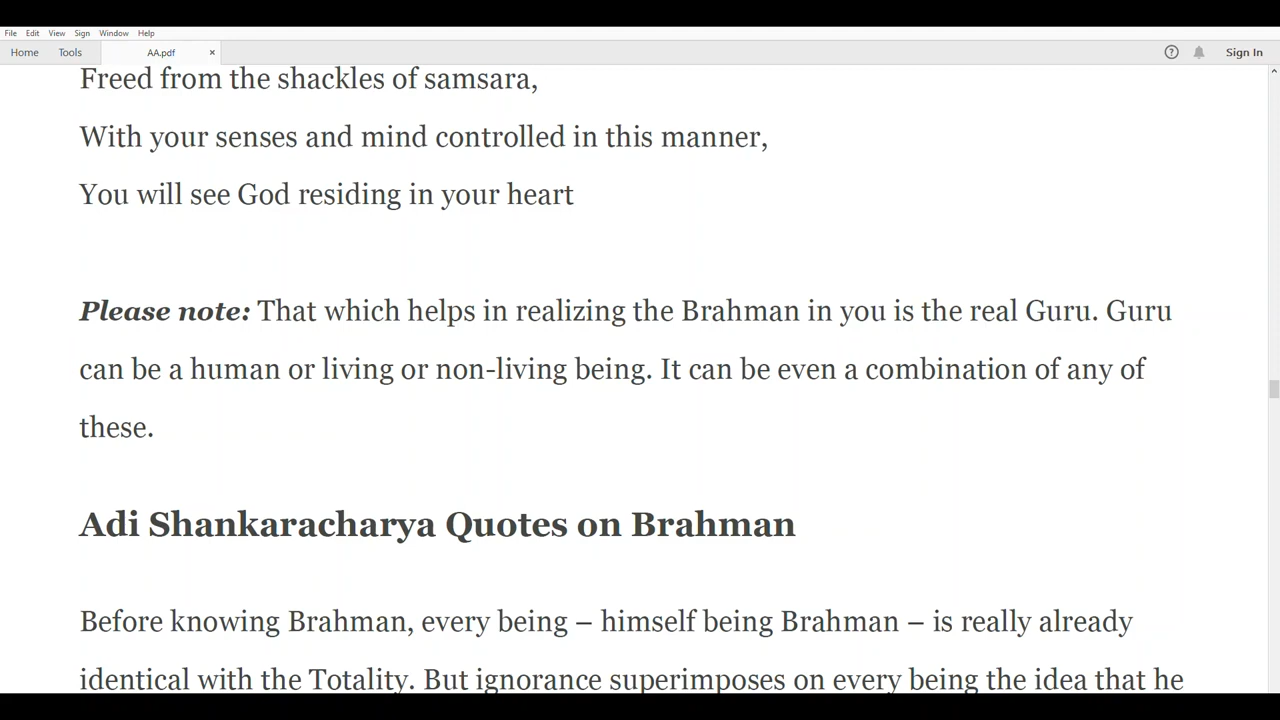 File Edit View Sign Window Help
Home Tools AA.pdf × ? Sign In
Freed from the shackles of samsara,
With your senses and mind controlled in this manner,
You will see God residing in your heart
Please note: That which helps in realizing the Brahman in you is the real Guru. Guru
can be a human or living or non-living being. It can be even a combination of any of
these.
Adi Shankaracharya Quotes on Brahman
Before knowing Brahman, every being – himself being Brahman – is really already
identical with the Totality. But ignorance superimposes on every being the idea that he